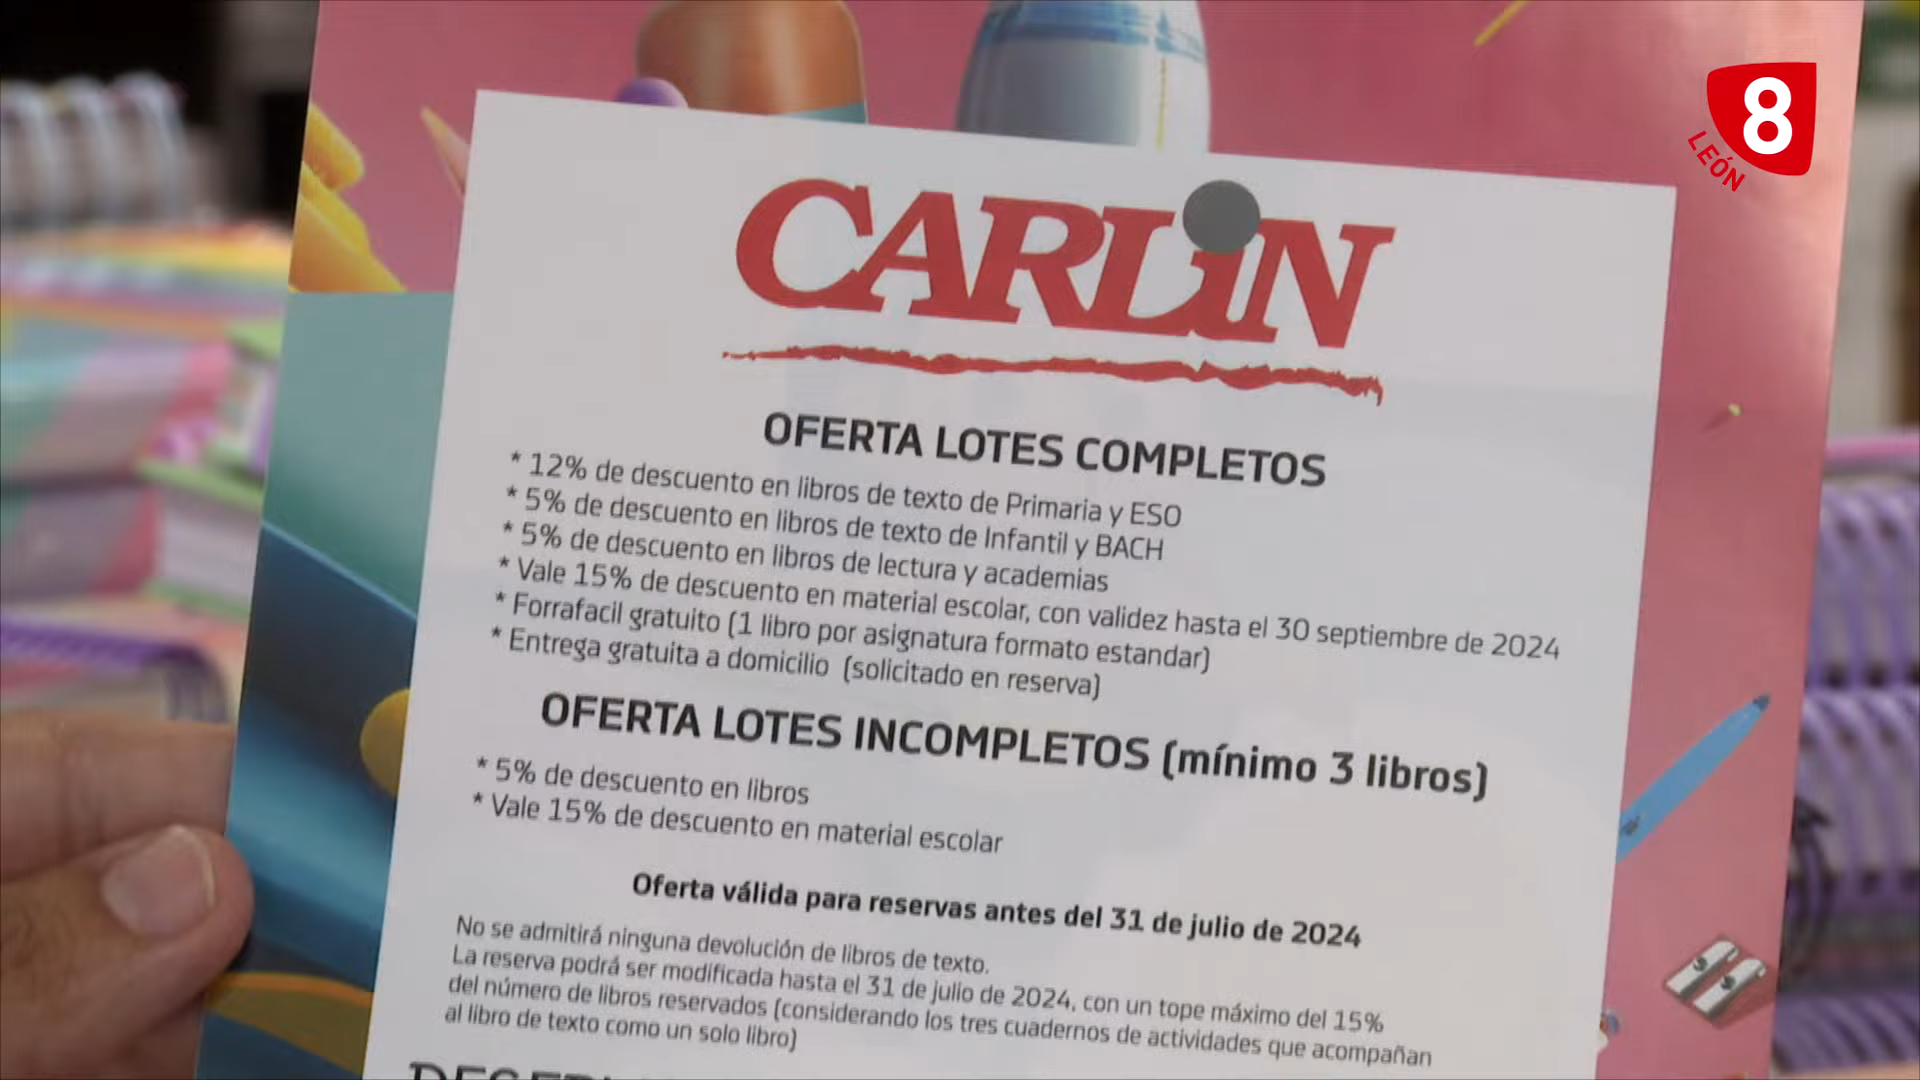 8
LEÓN
CARLiN
OFERTA LOTES COMPLETOS
* 12% de descuento en libros de texto de Primaria y ESO
* 5% de descuento en libros de texto de Infantil y BACH
* 5% de descuento en libros de lectura y academias
* Vale 15% de descuento en material escolar, con validez hasta el 30 septiembre de 2024
* Forrafacil gratuito (1 libro por asignatura formato estandar)
* Entrega gratuita a domicilio (solicitado en reserva)
OFERTA LOTES INCOMPLETOS (mínimo 3 libros)
* 5% de descuento en libros
* Vale 15% de descuento en material escolar
Oferta válida para reservas antes del 31 de julio de 2024
No se admitirá ninguna devolución de libros de texto.
La reserva podrá ser modificada hasta el 31 de julio de 2024, con un tope máximo del 15%
del número de libros reservados (considerando los tres cuadernos de actividades que acompañan
al libro de texto como un solo libro)